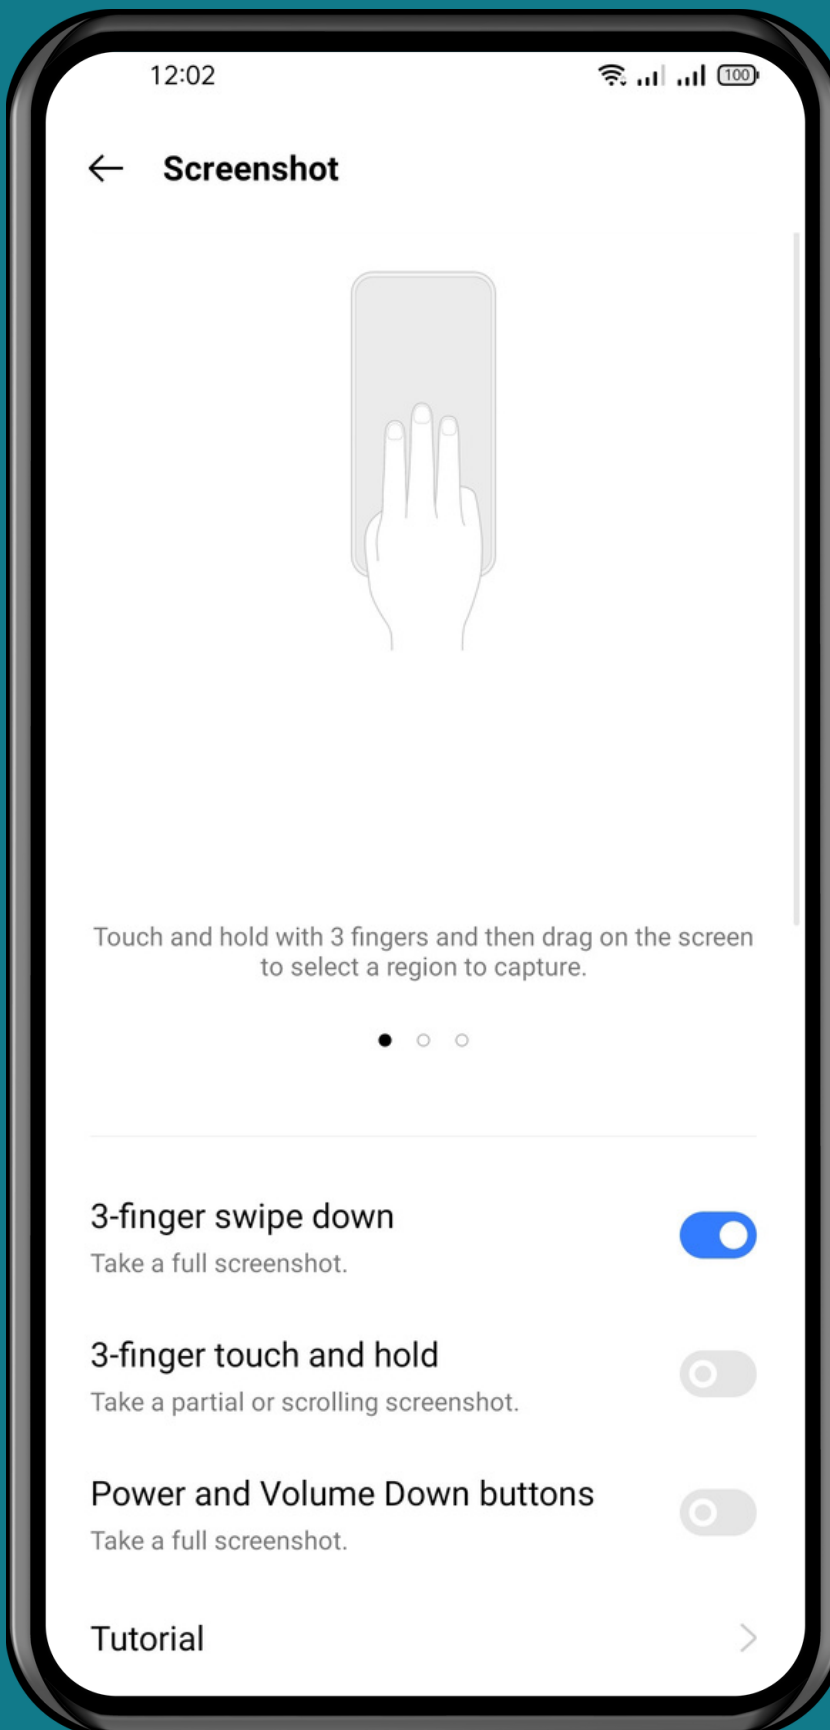 12:02
100
Screenshot
Touch and hold with 3 fingers and then drag on the screen
to select a region to capture.
3-finger swipe down
Take a full screenshot.
3-finger touch and hold
Take a partial or scrolling screenshot.
Power and Volume Down buttons
Take a full screenshot.
Tutorial